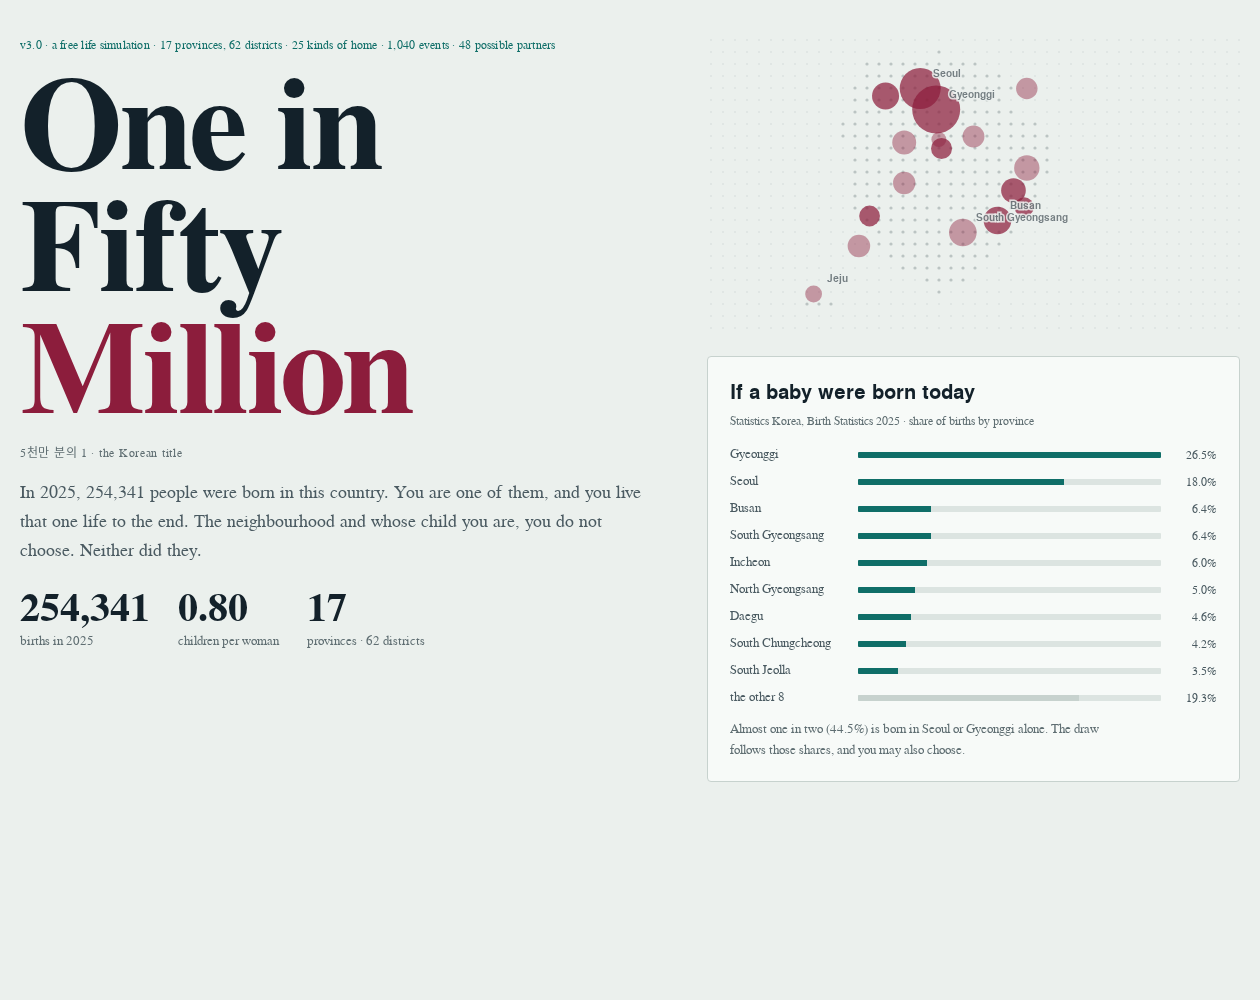 v3.0 · a free life simulation · 17 provinces, 62 districts · 25 kinds of home · 1,040 events · 48 possible partners
One in
Fifty
Million
5천만 분의 1 · the Korean title
In 2025, 254,341 people were born in this country. You are one of them, and you live
that one life to the end. The neighbourhood and whose child you are, you do not
choose. Neither did they.
254,341
births in 2025
0.80
children per woman
17
provinces · 62 districts
Seoul
Gyeonggi
Busan
South Gyeongsang
Jeju
If a baby were born today
Statistics Korea, Birth Statistics 2025 · share of births by province
Gyeonggi 26.5%
Seoul 18.0%
Busan 6.4%
South Gyeongsang 6.4%
Incheon 6.0%
North Gyeongsang 5.0%
Daegu 4.6%
South Chungcheong 4.2%
South Jeolla 3.5%
the other 8 19.3%
Almost one in two (44.5%) is born in Seoul or Gyeonggi alone. The draw
follows those shares, and you may also choose.